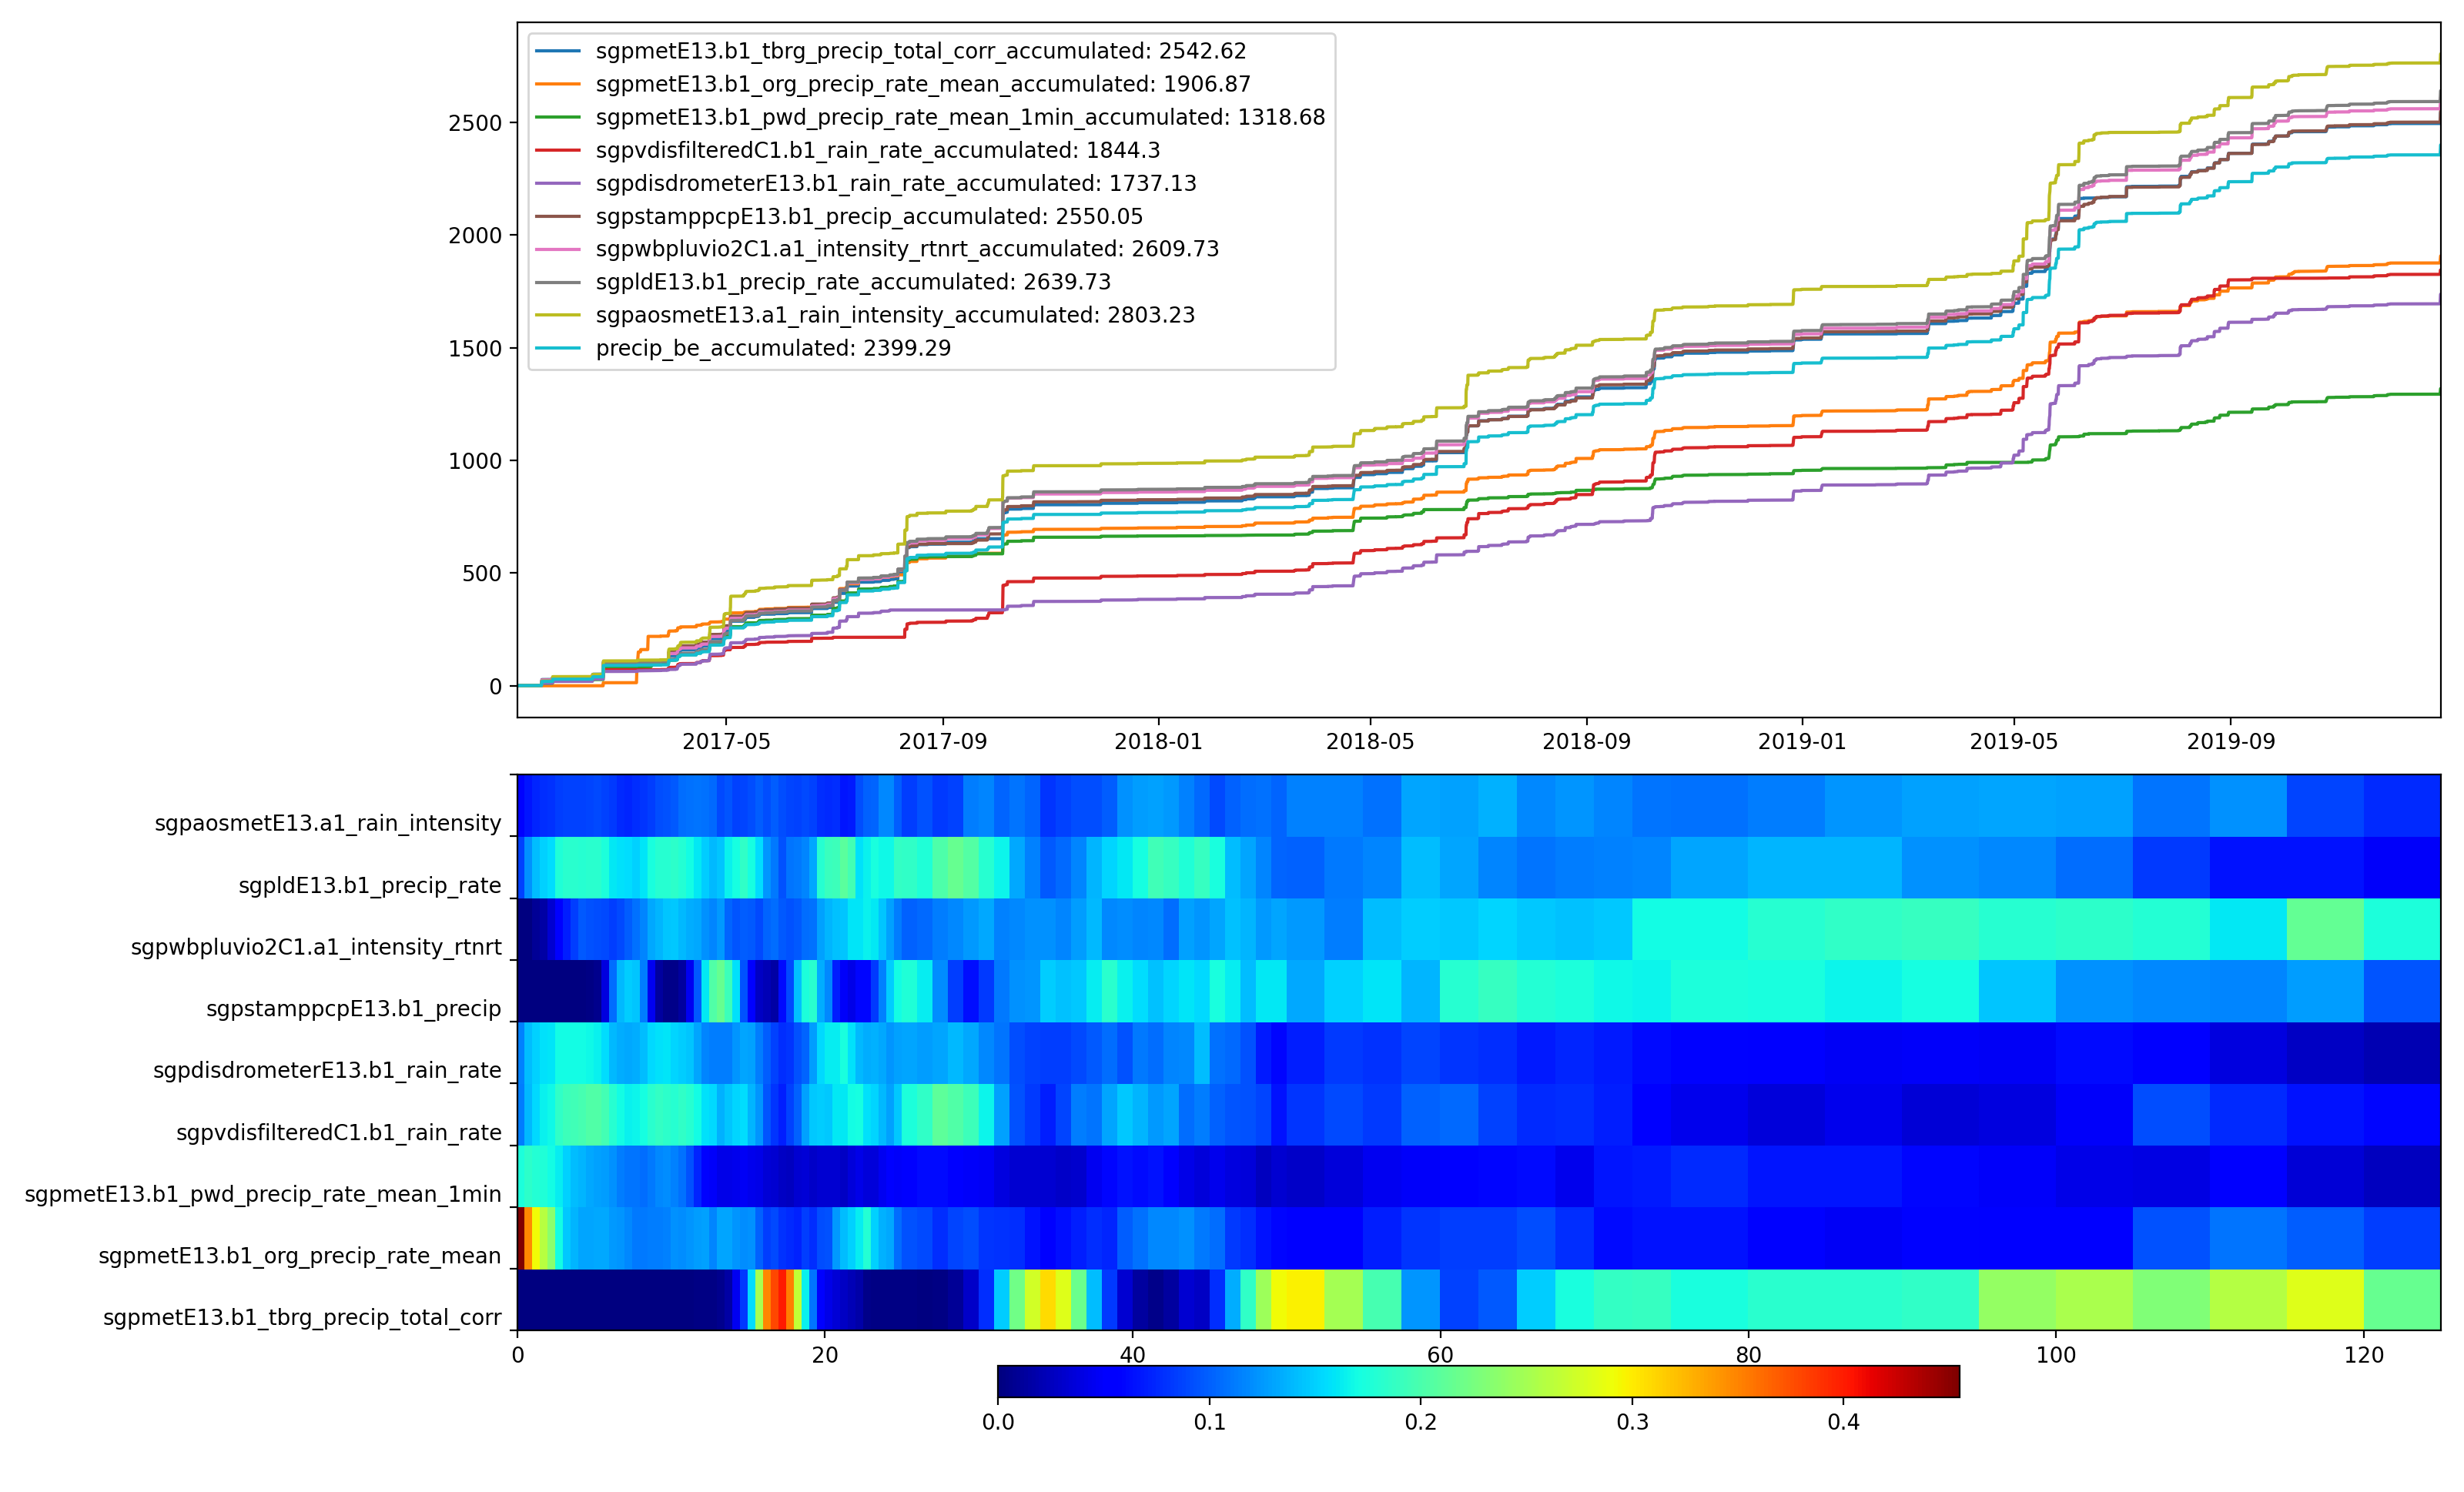 sgpmetE13.b1_tbrg_precip_total_corr_accumulated: 2542.62
sgpmetE13.b1_org_precip_rate_mean_accumulated: 1906.87
sgpmetE13.b1_pwd_precip_rate_mean_1min_accumulated: 1318.68
sgpvdisfilteredC1.b1_rain_rate_accumulated: 1844.3
sgpdisdrometerE13.b1_rain_rate_accumulated: 1737.13
sgpstamppcpE13.b1_precip_accumulated: 2550.05
sgpwbpluvio2C1.a1_intensity_rtnrt_accumulated: 2609.73
sgpldE13.b1_precip_rate_accumulated: 2639.73
sgpaosmetE13.a1_rain_intensity_accumulated: 2803.23
precip_be_accumulated: 2399.29
2500
2000
1500
1000
500
0
2017-05 2017-09 2018-01 2018-05 2018-09 2019-01 2019-05 2019-09
sgpaosmetE13.a1_rain_intensity
sgpldE13.b1_precip_rate
sgpwbpluvio2C1.a1_intensity_rtnrt
sgpstamppcpE13.b1_precip
sgpdisdrometerE13.b1_rain_rate
sgpvdisfilteredC1.b1_rain_rate
sgpmetE13.b1_pwd_precip_rate_mean_1min
sgpmetE13.b1_org_precip_rate_mean
sgpmetE13.b1_tbrg_precip_total_corr
0 20 40 60 80 100 120
0.0 0.1 0.2 0.3 0.4